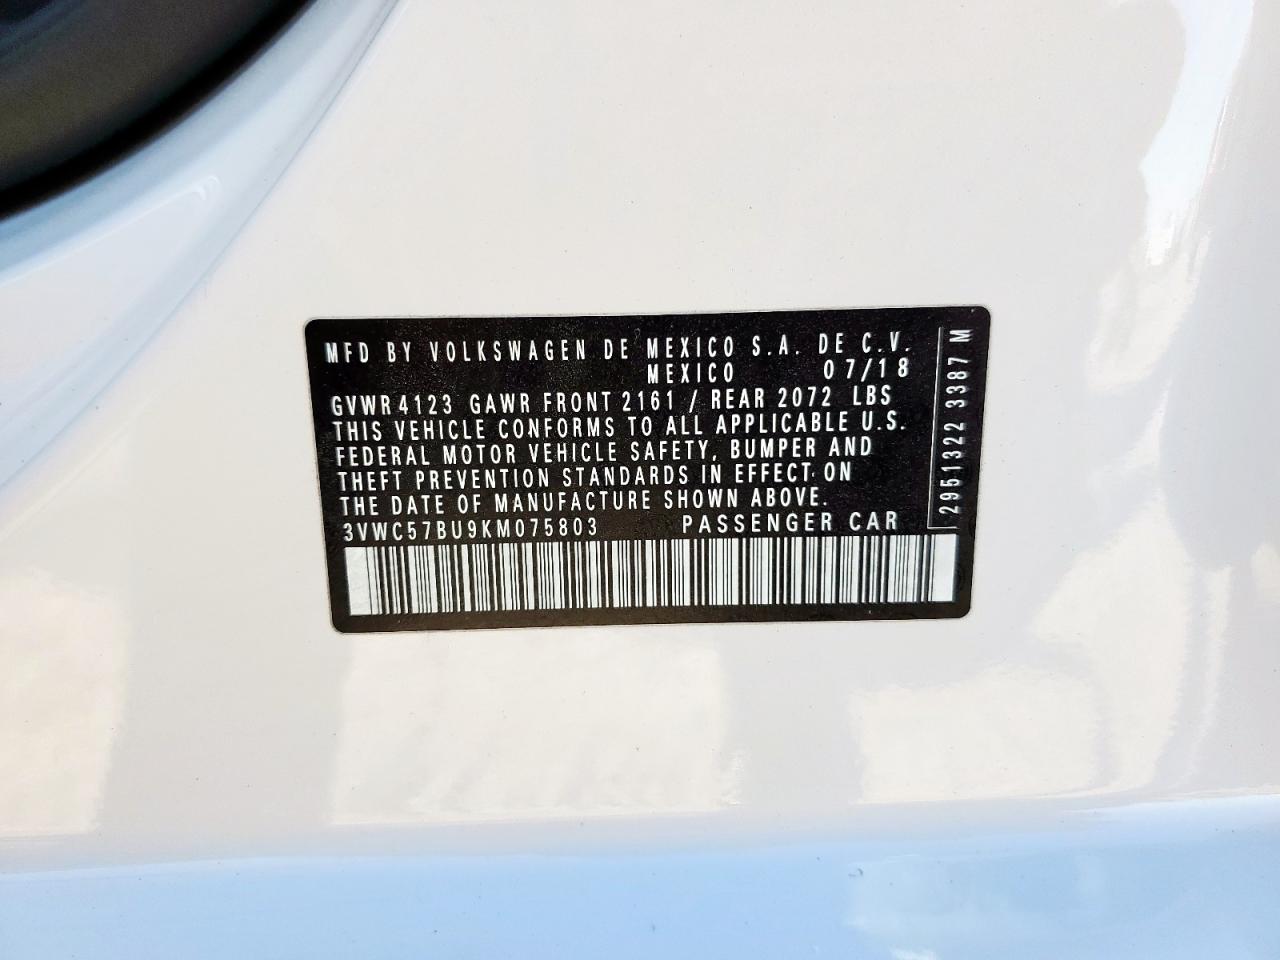 MFD BY VOLKSWAGEN DE MEXICO S.A. DE C.V.
MEXICO 07/18
GVWR 4123 GAWR FRONT 2161 / REAR 2072 LBS
THIS VEHICLE CONFORMS TO ALL APPLICABLE U.S.
FEDERAL MOTOR VEHICLE SAFETY, BUMPER AND
THEFT PREVENTION STANDARDS IN EFFECT ON
THE DATE OF MANUFACTURE SHOWN ABOVE.
3VWC57BU9KM075803 PASSENGER CAR
2951322 3387 M